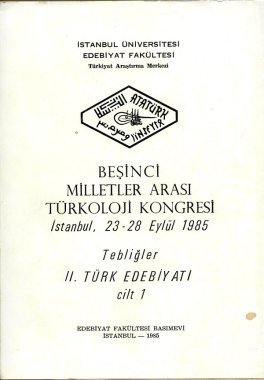 İSTANBUL ÜNİVERSİTESİ
EDEBİYAT FAKÜLTESİ
Türkiyat Araştırma Merkezi
ATATÜRK
BEŞİNCİ
MİLLETLER ARASI
TÜRKOLOJİ KONGRESİ
İstanbul, 23-28 Eylül 1985
Tebliğler
II. TÜRK EDEBİYATI
cilt 1
EDEBİYAT FAKÜLTESİ BASIMEVİ
İSTANBUL — 1985